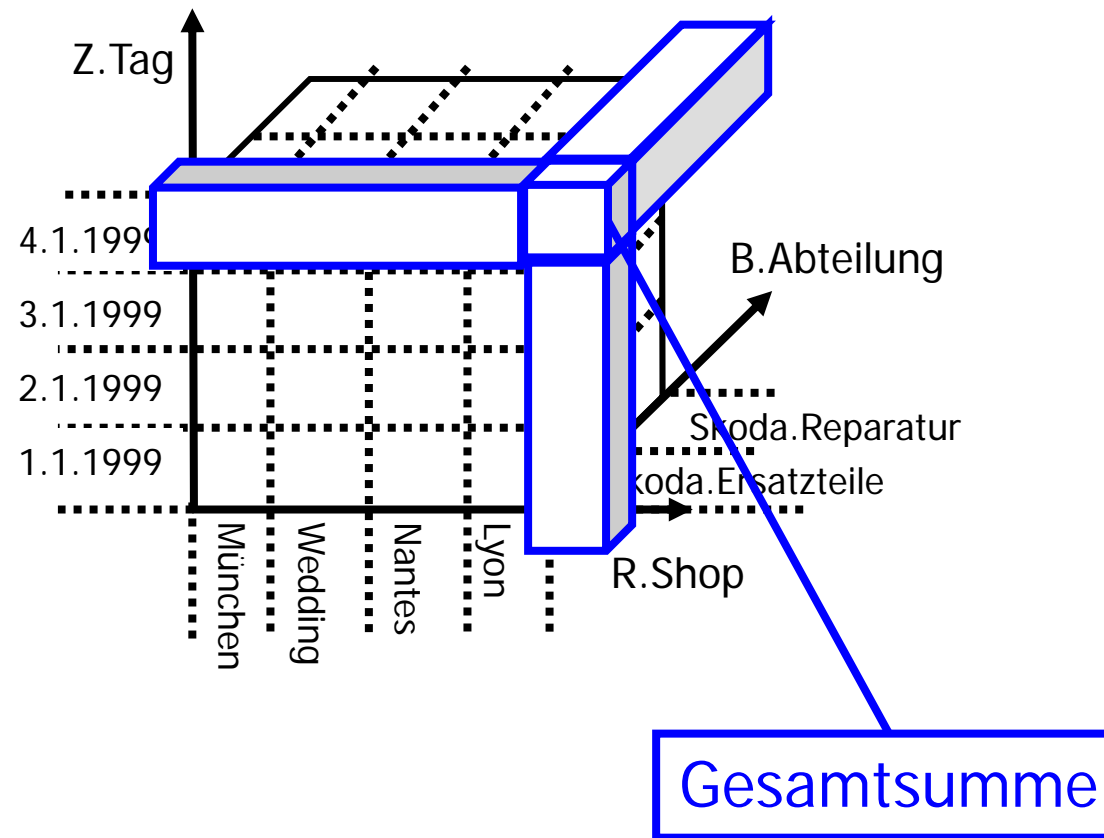 Z.Tag
4.1.199
B.Abteilung
3.1.1999
2.1.1999
Skoda.Reparatur
1.1.1999
koda.Ersatzteile
München
Wedding
Nantes
Lyon
R.Shop
Gesamtsumme